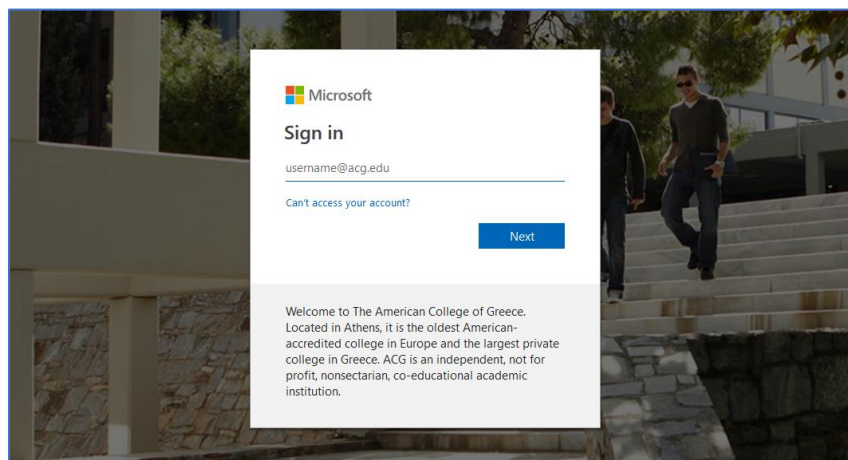 Microsoft
Sign in
username@acg.edu
Can't access your account?
Next
Welcome to The American College of Greece.
Located in Athens, it is the oldest American-
accredited college in Europe and the largest private
college in Greece. ACG is an independent, not for
profit, nonsectarian, co-educational academic
institution.